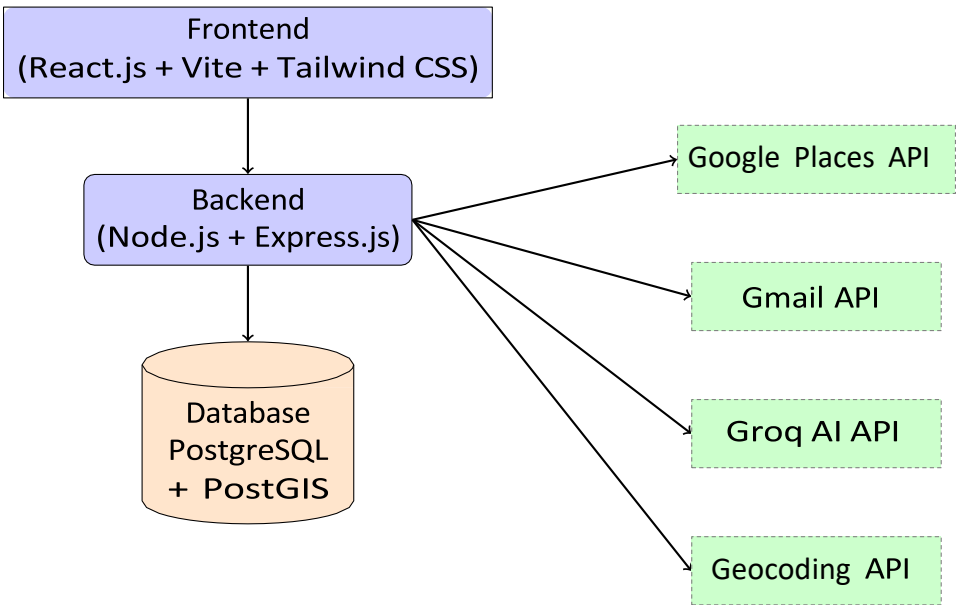 Frontend
(React.js + Vite + Tailwind CSS)
Google Places API
Backend
(Node.js + Express.js)
Gmail API
Database
PostgreSQL
+ PostGIS
Groq AI API
Geocoding API